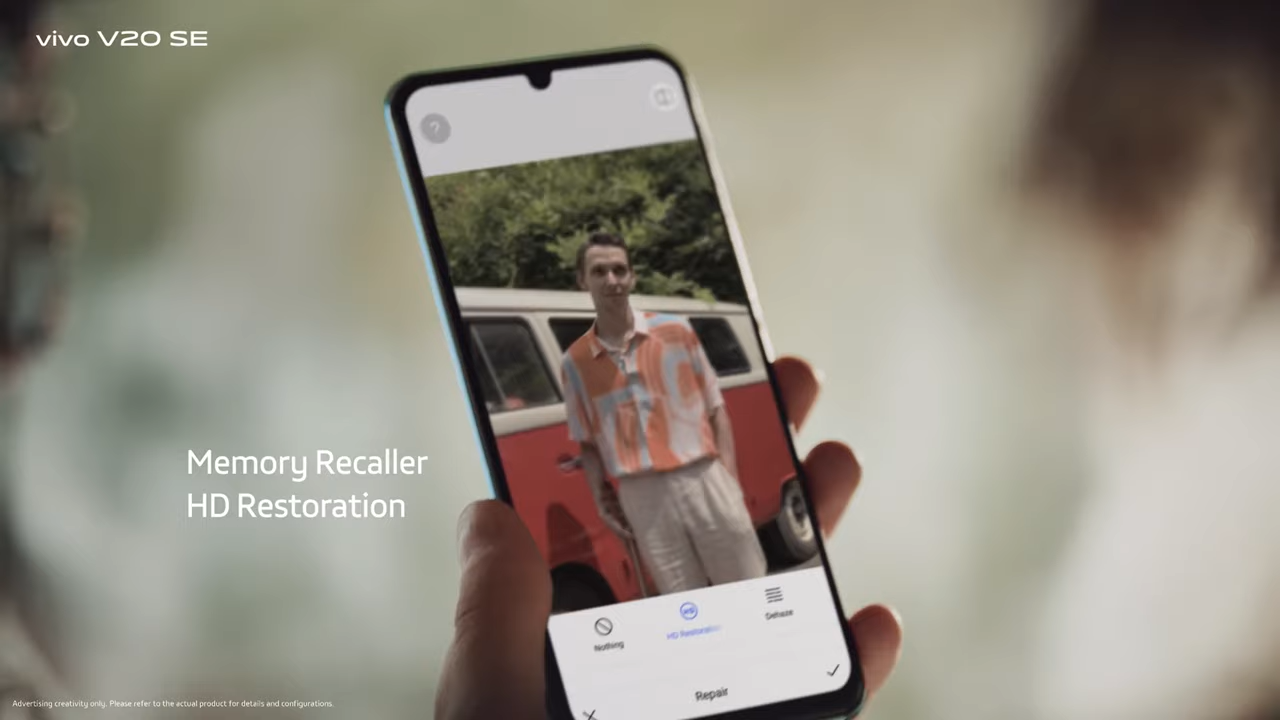 vivo V20 SE
?
Memory Recaller
HD Restoration
Nothing
HD Restoration
Dehaze
Repair
Advertising creativity only. Please refer to the actual product for details and configurations.